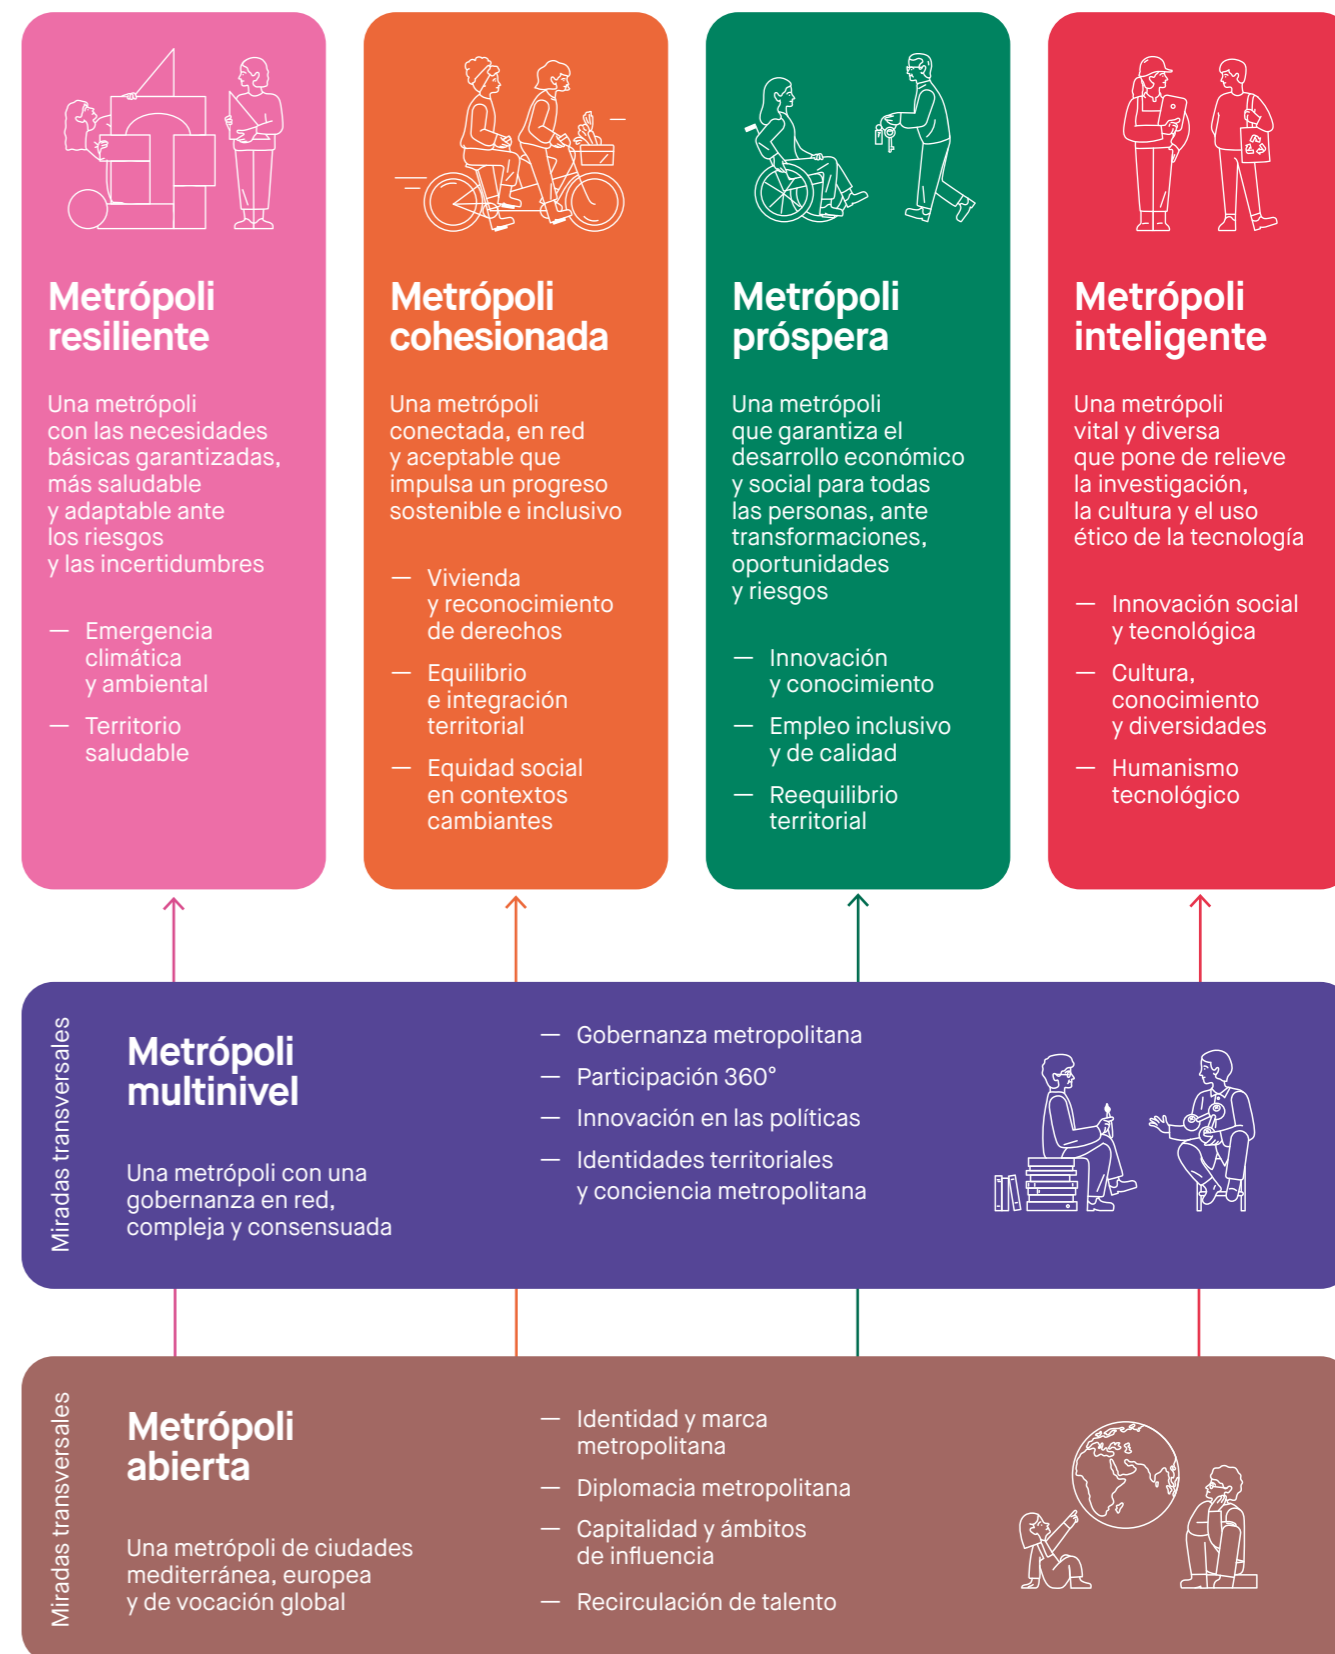 Metrópoli
resiliente
Una metrópoli
con las necesidades
básicas garantizadas,
más saludable
y adaptable ante
los riesgos
y las incertidumbres
— Emergencia
climática
y ambiental
— Territorio
saludable
Metrópoli
cohesionada
Una metrópoli
conectada, en red
y aceptable que
impulsa un progreso
sostenible e inclusivo
— Vivienda
y reconocimiento
de derechos
— Equilibrio
e integración
territorial
— Equidad social
en contextos
cambiantes
Metrópoli
próspera
Una metrópoli
que garantiza el
desarrollo económico
y social para todas
las personas, ante
transformaciones,
oportunidades
y riesgos
— Innovación
y conocimiento
— Empleo inclusivo
y de calidad
— Reequilibrio
territorial
Metrópoli
inteligente
Una metrópoli
vital y diversa
que pone de relieve
la investigación,
la cultura y el uso
ético de la tecnología
— Innovación social
y tecnológica
— Cultura,
conocimiento
y diversidades
— Humanismo
tecnológico
Miradas transversales
Metrópoli
multinivel
Una metrópoli con una
gobernanza en red,
compleja y consensuada
— Gobernanza metropolitana
— Participación 360°
— Innovación en las políticas
— Identidades territoriales
y conciencia metropolitana
Miradas transversales
Metrópoli
abierta
Una metrópoli de ciudades
mediterránea, europea
y de vocación global
— Identidad y marca
metropolitana
— Diplomacia metropolitana
— Capitalidad y ámbitos
de influencia
— Recirculación de talento